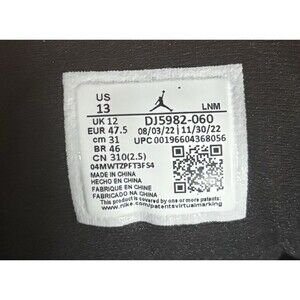 US
13
LNM
UK 12
DJ5982-060
EUR 47.5
08/03/22 11/30/22
cm 31
UPC 00196604368056
BR 46
CN 310(2.5)
04MWTZPFT3FS4
MADE IN CHINA
HECHO EN CHINA
FABRIQUE EN CHINE
FABRICADO NA CHINA
This product is covered by one or more patents. See
www.nike.com/patentsvirtualmarking